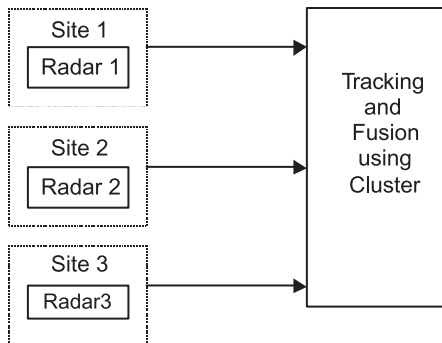 Site 1
Radar 1
Site 2
Radar 2
Site 3
Radar3
Tracking
and
Fusion
using
Cluster